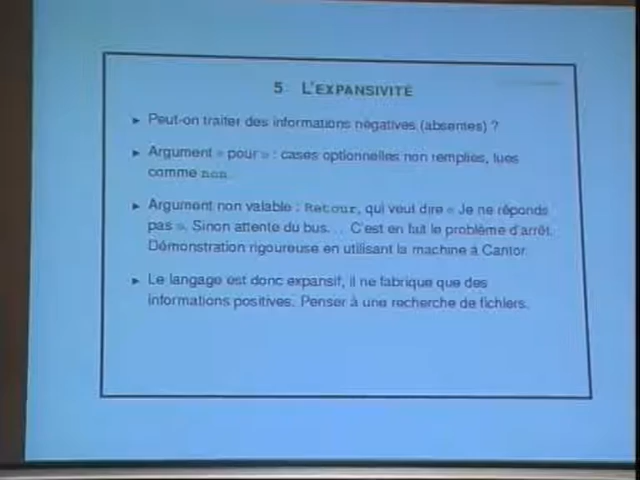 5 L'EXPANSIVITÉ
► Peut-on traiter des informations négatives (absentes) ?
► Argument « pour » : cases optionnelles non remplies, lues
comme non.
► Argument non valable : Retour, qui veut dire « Je ne réponds
pas ». Sinon attente du bus... C'est en fait le problème d'arrêt.
Démonstration rigoureuse en utilisant la machine à Cantor.
► Le langage est donc expansif, il ne fabrique que des
informations positives. Penser à une recherche de fichiers.